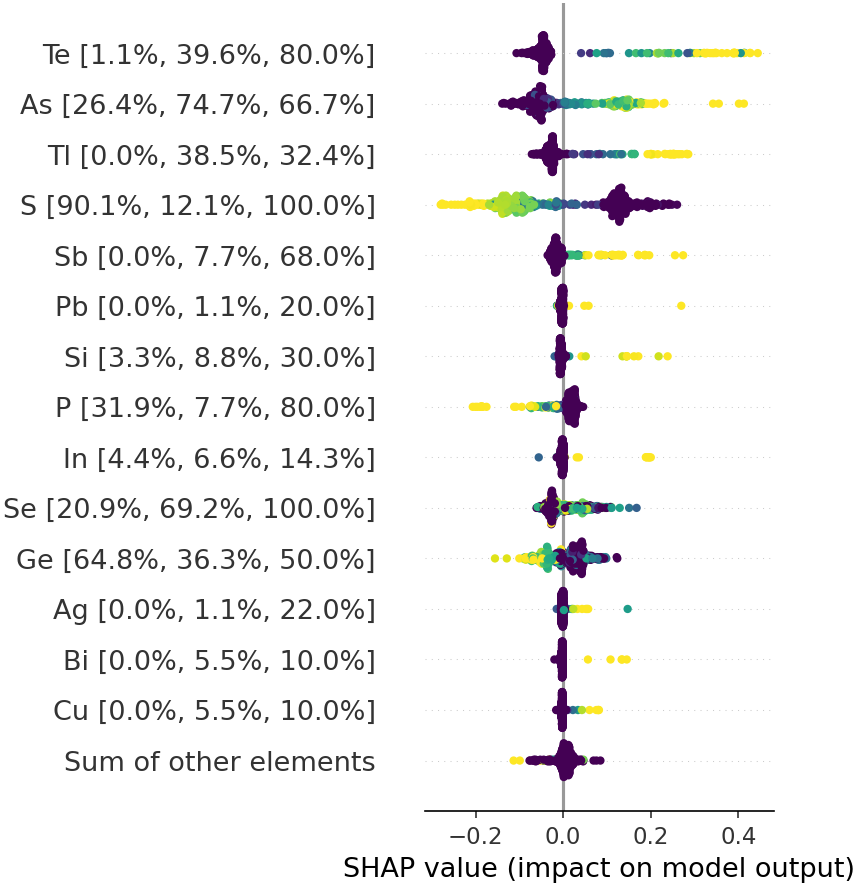 Te [1.1%, 39.6%, 80.0%]
As [26.4%, 74.7%, 66.7%]
Tl [0.0%, 38.5%, 32.4%]
S [90.1%, 12.1%, 100.0%]
Sb [0.0%, 7.7%, 68.0%]
Pb [0.0%, 1.1%, 20.0%]
Si [3.3%, 8.8%, 30.0%]
P [31.9%, 7.7%, 80.0%]
In [4.4%, 6.6%, 14.3%]
Se [20.9%, 69.2%, 100.0%]
Ge [64.8%, 36.3%, 50.0%]
Ag [0.0%, 1.1%, 22.0%]
Bi [0.0%, 5.5%, 10.0%]
Cu [0.0%, 5.5%, 10.0%]
Sum of other elements
−0.2 0.0 0.2 0.4
SHAP value (impact on model output)